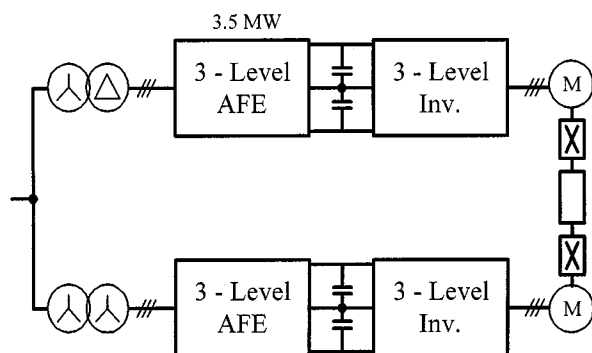 3.5 MW
3 - Level
AFE
3 - Level
Inv.
M
3 - Level
AFE
3 - Level
Inv.
M